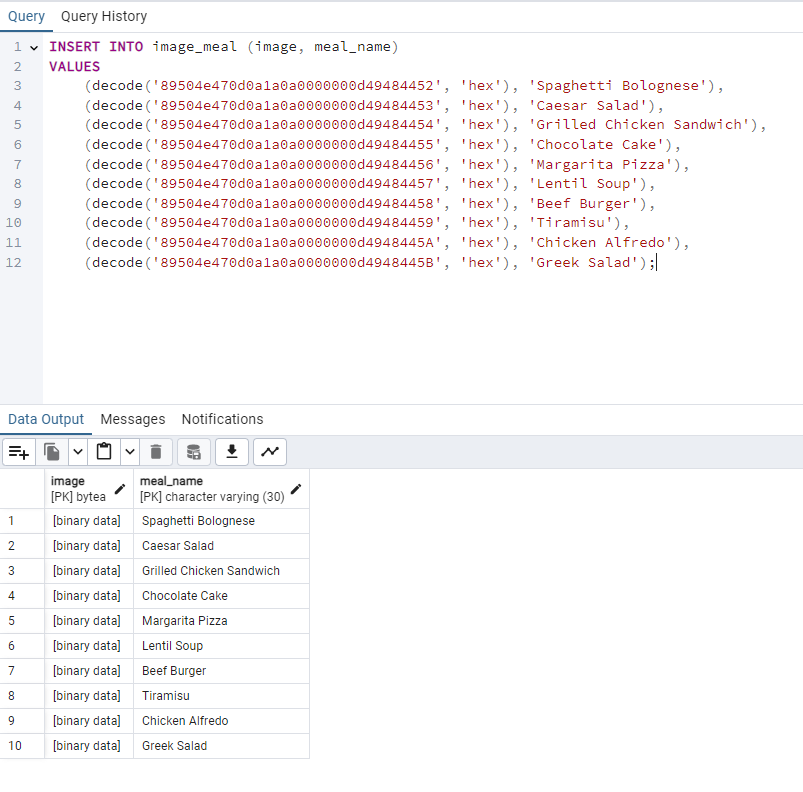 Query Query History
1 INSERT INTO image_meal (image, meal_name)
2 VALUES
3 (decode('89504e470d0a1a0a0000000d49484452', 'hex'), 'Spaghetti Bolognese'),
4 (decode('89504e470d0a1a0a0000000d49484453', 'hex'), 'Caesar Salad'),
5 (decode('89504e470d0a1a0a0000000d49484454', 'hex'), 'Grilled Chicken Sandwich'),
6 (decode('89504e470d0a1a0a0000000d49484455', 'hex'), 'Chocolate Cake'),
7 (decode('89504e470d0a1a0a0000000d49484456', 'hex'), 'Margarita Pizza'),
8 (decode('89504e470d0a1a0a0000000d49484457', 'hex'), 'Lentil Soup'),
9 (decode('89504e470d0a1a0a0000000d49484458', 'hex'), 'Beef Burger'),
10 (decode('89504e470d0a1a0a0000000d49484459', 'hex'), 'Tiramisu'),
11 (decode('89504e470d0a1a0a0000000d4948445A', 'hex'), 'Chicken Alfredo'),
12 (decode('89504e470d0a1a0a0000000d4948445B', 'hex'), 'Greek Salad');
Data Output Messages Notifications
image meal_name
[PK] bytea [PK] character varying (30)
1 [binary data] Spaghetti Bolognese
2 [binary data] Caesar Salad
3 [binary data] Grilled Chicken Sandwich
4 [binary data] Chocolate Cake
5 [binary data] Margarita Pizza
6 [binary data] Lentil Soup
7 [binary data] Beef Burger
8 [binary data] Tiramisu
9 [binary data] Chicken Alfredo
10 [binary data] Greek Salad